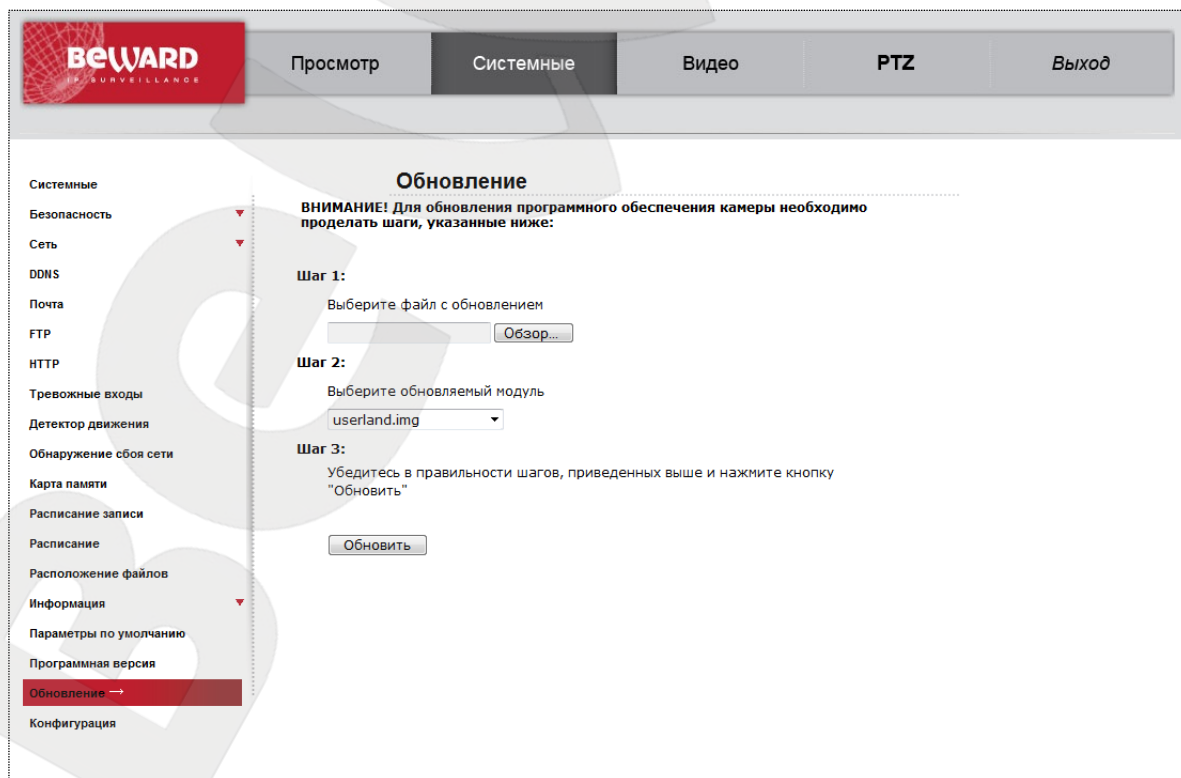 BEWARD
IP SURVEILLANCE
Просмотр
Системные
Видео
PTZ
Выход
Системные
Безопасность
Сеть
DDNS
Почта
FTP
HTTP
Тревожные входы
Детектор движения
Обнаружение сбоя сети
Карта памяти
Расписание записи
Расписание
Расположение файлов
Информация
Параметры по умолчанию
Программная версия
Обновление →
Конфигурация
Обновление
ВНИМАНИЕ! Для обновления программного обеспечения камеры необходимо
проделать шаги, указанные ниже:
Шаг 1:
Выберите файл с обновлением
Обзор...
Шаг 2:
Выберите обновляемый модуль
userland.img
Шаг 3:
Убедитесь в правильности шагов, приведенных выше и нажмите кнопку
"Обновить"
Обновить